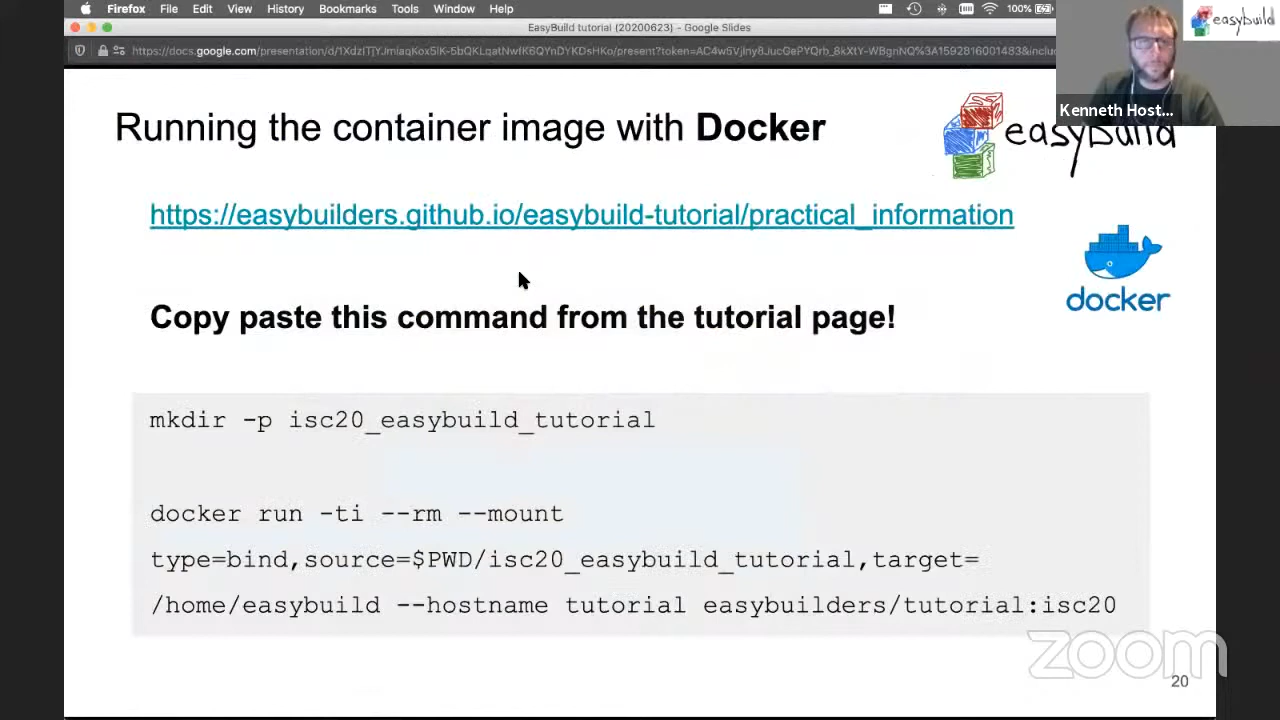 Firefox File Edit View History Bookmarks Tools Window Help 100%
EasyBuild tutorial (20200623) - Google Slides
easybuild
Kenneth Host...
Running the container image with Docker
easybuild
https://easybuilders.github.io/easybuild-tutorial/practical_information
docker
Copy paste this command from the tutorial page!
mkdir -p isc20_easybuild_tutorial
docker run -ti --rm --mount
type=bind,source=$PWD/isc20_easybuild_tutorial,target=
/home/easybuild --hostname tutorial easybuilders/tutorial:isc20
zoom
20